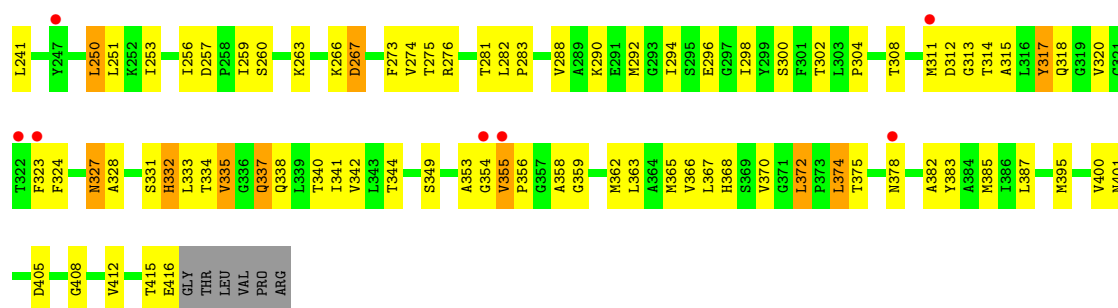 L241 Y247 L250 L251 K252 I253 I256 D257 P258 I259 S260 K263 K266 D267 F273 V274 T275 R276 T281 L282 P283 V288 A289 K290 E291 M292 G293 I294 S295 E296 G297 I298 Y299 S300 F301 T302 L303 P304 T308 M311 D312 G313 T314 A315 L316 Y317 Q318 G319 V320 G321
T322 F323 F324 N327 A328 S331 H332 L333 T334 V335 G336 Q337 Q338 L339 T340 I341 V342 L343 T344 S349 A353 G354 V355 P356 G357 A358 G359 M362 L363 A364 M365 V366 L367 H368 S369 V370 G371 L372 P373 L374 T375 N378 A382 Y383 A384 M385 I386 L387 M395 V400 N401
D405 G408 V412 T415 E416 GLY THR LEU VAL PRO ARG